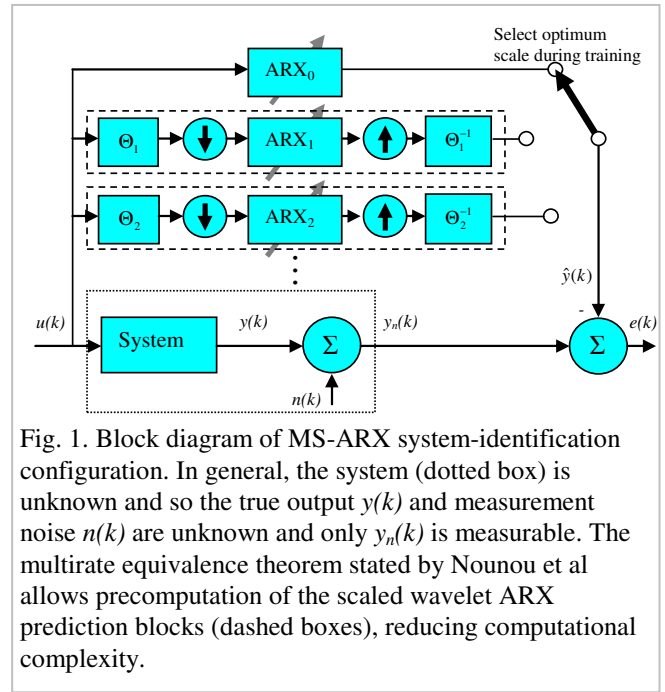 Select optimum
scale during training
ARX₀
Θ₁ ARX₁ Θ₁⁻¹
Θ₂ ARX₂ Θ₂⁻¹
ŷ(k)
-
u(k) y(k) yₙ(k) e(k)
System Σ Σ
n(k)
Fig. 1. Block diagram of MS-ARX system-identification
configuration. In general, the system (dotted box) is
unknown and so the true output y(k) and measurement
noise n(k) are unknown and only yₙ(k) is measurable. The
multirate equivalence theorem stated by Nounou et al
allows precomputation of the scaled wavelet ARX
prediction blocks (dashed boxes), reducing computational
complexity.